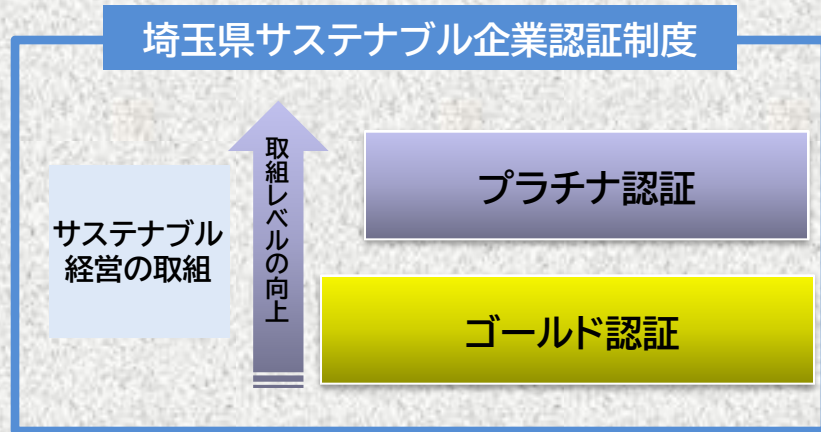 埼玉県サステナブル企業認証制度
サステナブル
経営の取組
取組レベルの向上
プラチナ認証
ゴールド認証